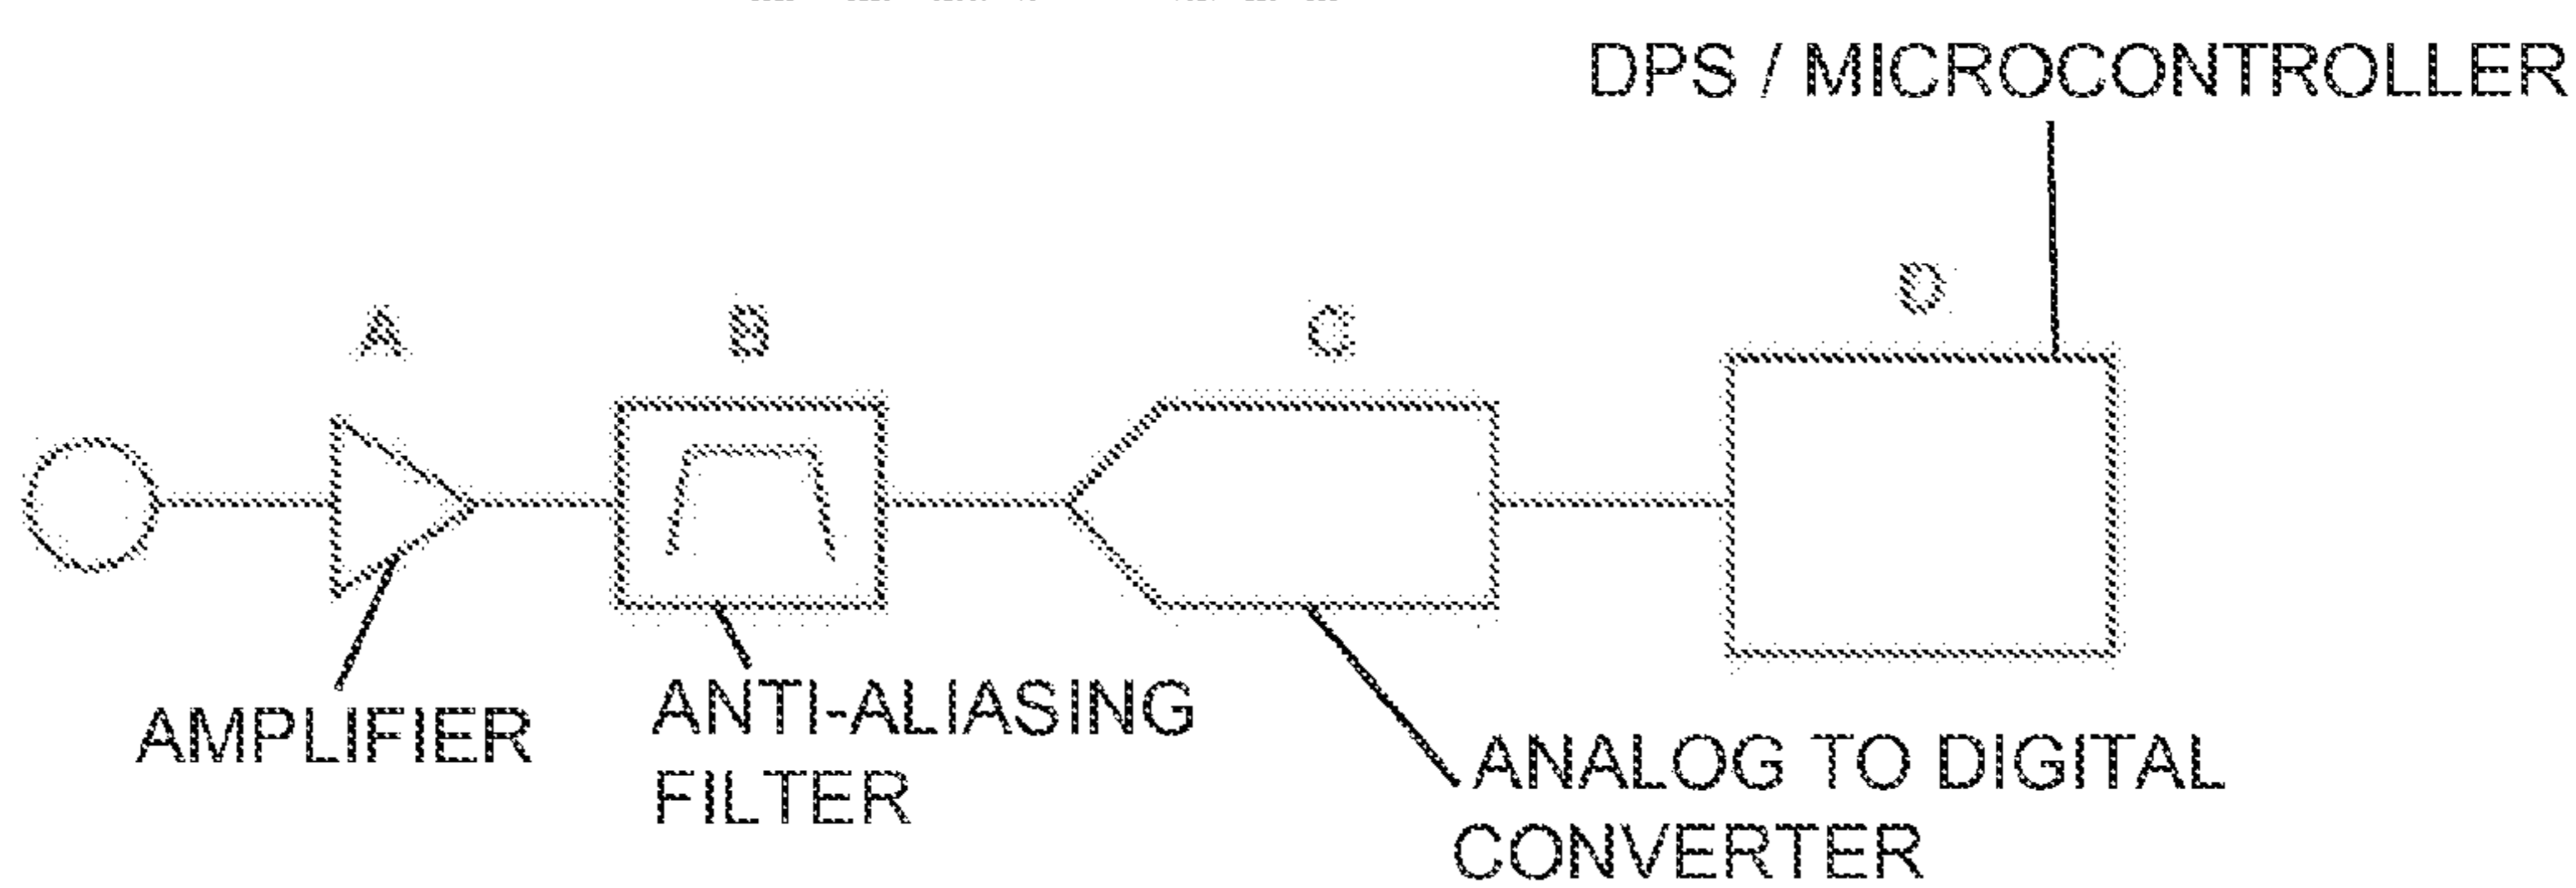 DPS / MICROCONTROLLER
A
B
C
D
AMPLIFIER
ANTI-ALIASING
FILTER
ANALOG TO DIGITAL
CONVERTER